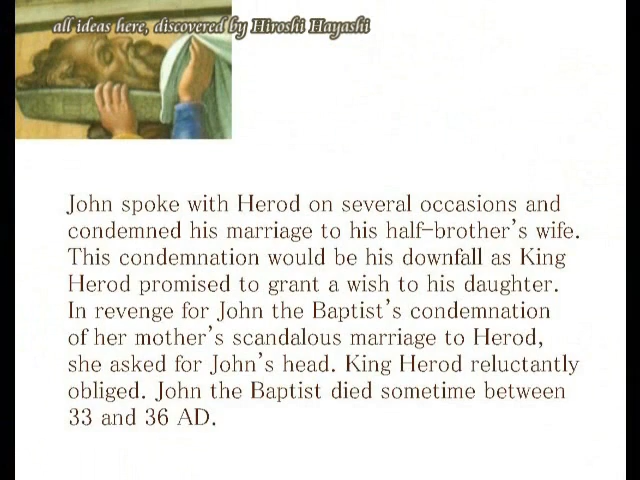 all ideas here, discovered by Hiroshi Hayashi
John spoke with Herod on several occasions and
condemned his marriage to his half-brother's wife.
This condemnation would be his downfall as King
Herod promised to grant a wish to his daughter.
In revenge for John the Baptist's condemnation
of her mother's scandalous marriage to Herod,
she asked for John's head. King Herod reluctantly
obliged. John the Baptist died sometime between
33 and 36 AD.